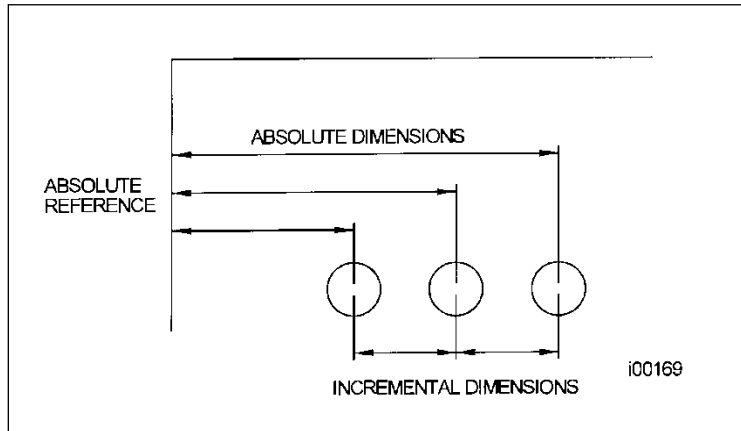 ABSOLUTE DIMENSIONS
ABSOLUTE
REFERENCE
i00169
INCREMENTAL DIMENSIONS